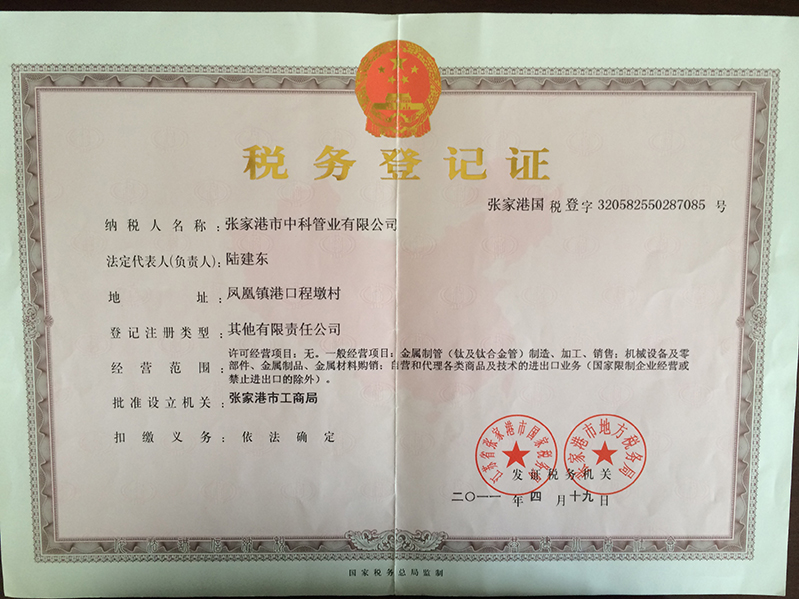 税务登记证
张家港国 税 登 字 320582550287085 号
纳税人名称: 张家港市中科管业有限公司
法定代表人(负责人): 陆建东
地址: 凤凰镇港口程墩村
登记注册类型: 其他有限责任公司
经营范围: 许可经营项目: 无。一般经营项目: 金属制管(钛及钛合金管)制造、加工、销售; 机械设备及零
部件、金属制品、金属材料购销; 自营和代理各类商品及技术的进出口业务(国家限制企业经营或
禁止进出口的除外)。
批准设立机关: 张家港市工商局
扣缴义务: 依法确定
江苏省张家港市国家税务局
张家港市地方税务局
发证税务机关
二〇一一 年 四 月 十九 日
国家税务总局监制